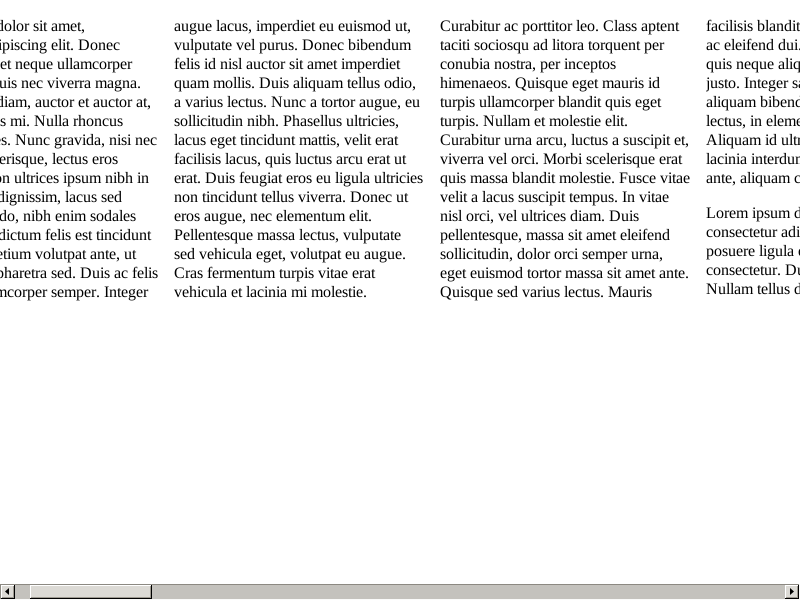 dolor sit amet,
ipiscing elit. Donec
et neque ullamcorper
uis nec viverra magna.
diam, auctor et auctor at,
s mi. Nulla rhoncus
es. Nunc gravida, nisi nec
erisque, lectus eros
n ultrices ipsum nibh in
dignissim, lacus sed
do, nibh enim sodales
dictum felis est tincidunt
etium volutpat ante, ut
pharetra sed. Duis ac felis
mcorper semper. Integer
augue lacus, imperdiet eu euismod ut,
vulputate vel purus. Donec bibendum
felis id nisl auctor sit amet imperdiet
quam mollis. Duis aliquam tellus odio,
a varius lectus. Nunc a tortor augue, eu
sollicitudin nibh. Phasellus ultricies,
lacus eget tincidunt mattis, velit erat
facilisis lacus, quis luctus arcu erat ut
erat. Duis feugiat eros eu ligula ultricies
non tincidunt tellus viverra. Donec ut
eros augue, nec elementum elit.
Pellentesque massa lectus, vulputate
sed vehicula eget, volutpat eu augue.
Cras fermentum turpis vitae erat
vehicula et lacinia mi molestie.
Curabitur ac porttitor leo. Class aptent
taciti sociosqu ad litora torquent per
conubia nostra, per inceptos
himenaeos. Quisque eget mauris id
turpis ullamcorper blandit quis eget
turpis. Nullam et molestie elit.
Curabitur urna arcu, luctus a suscipit et,
viverra vel orci. Morbi scelerisque erat
quis massa blandit molestie. Fusce vitae
velit a lacus suscipit tempus. In vitae
nisl orci, vel ultrices diam. Duis
pellentesque, massa sit amet eleifend
sollicitudin, dolor orci semper urna,
eget euismod tortor massa sit amet ante.
Quisque sed varius lectus. Mauris
facilisis blandit
ac eleifend dui.
quis neque aliq
justo. Integer sa
aliquam bibend
lectus, in eleme
Aliquam id ultr
lacinia interdum
ante, aliquam c
Lorem ipsum d
consectetur adi
posuere ligula
consectetur. Du
Nullam tellus d